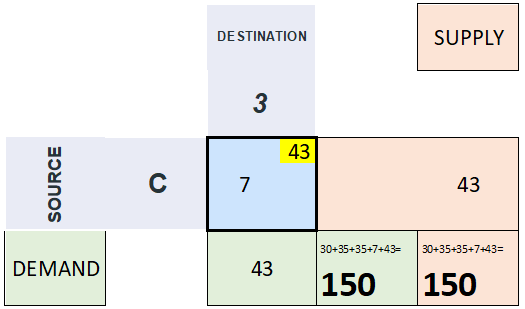 DESTINATION
SUPPLY
3
SOURCE
C
43
7
43
DEMAND
43
30+35+35+7+43=
150
30+35+35+7+43=
150